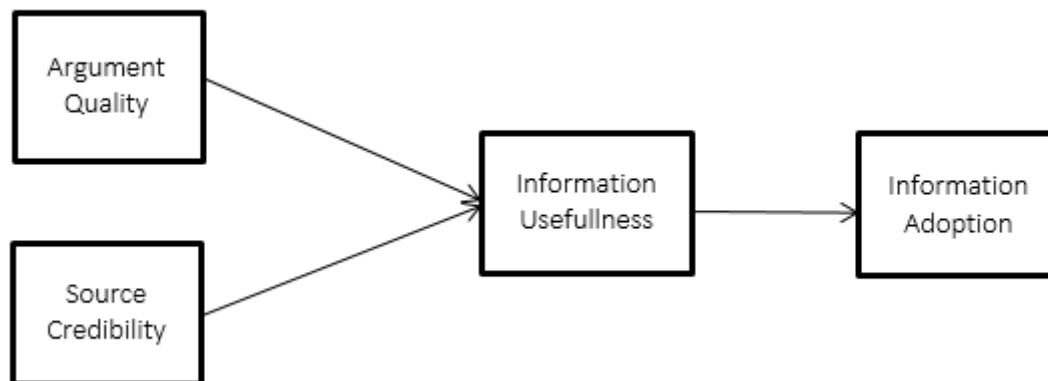 Argument
Quality
Source
Credibility
Information
Usefullness
Information
Adoption